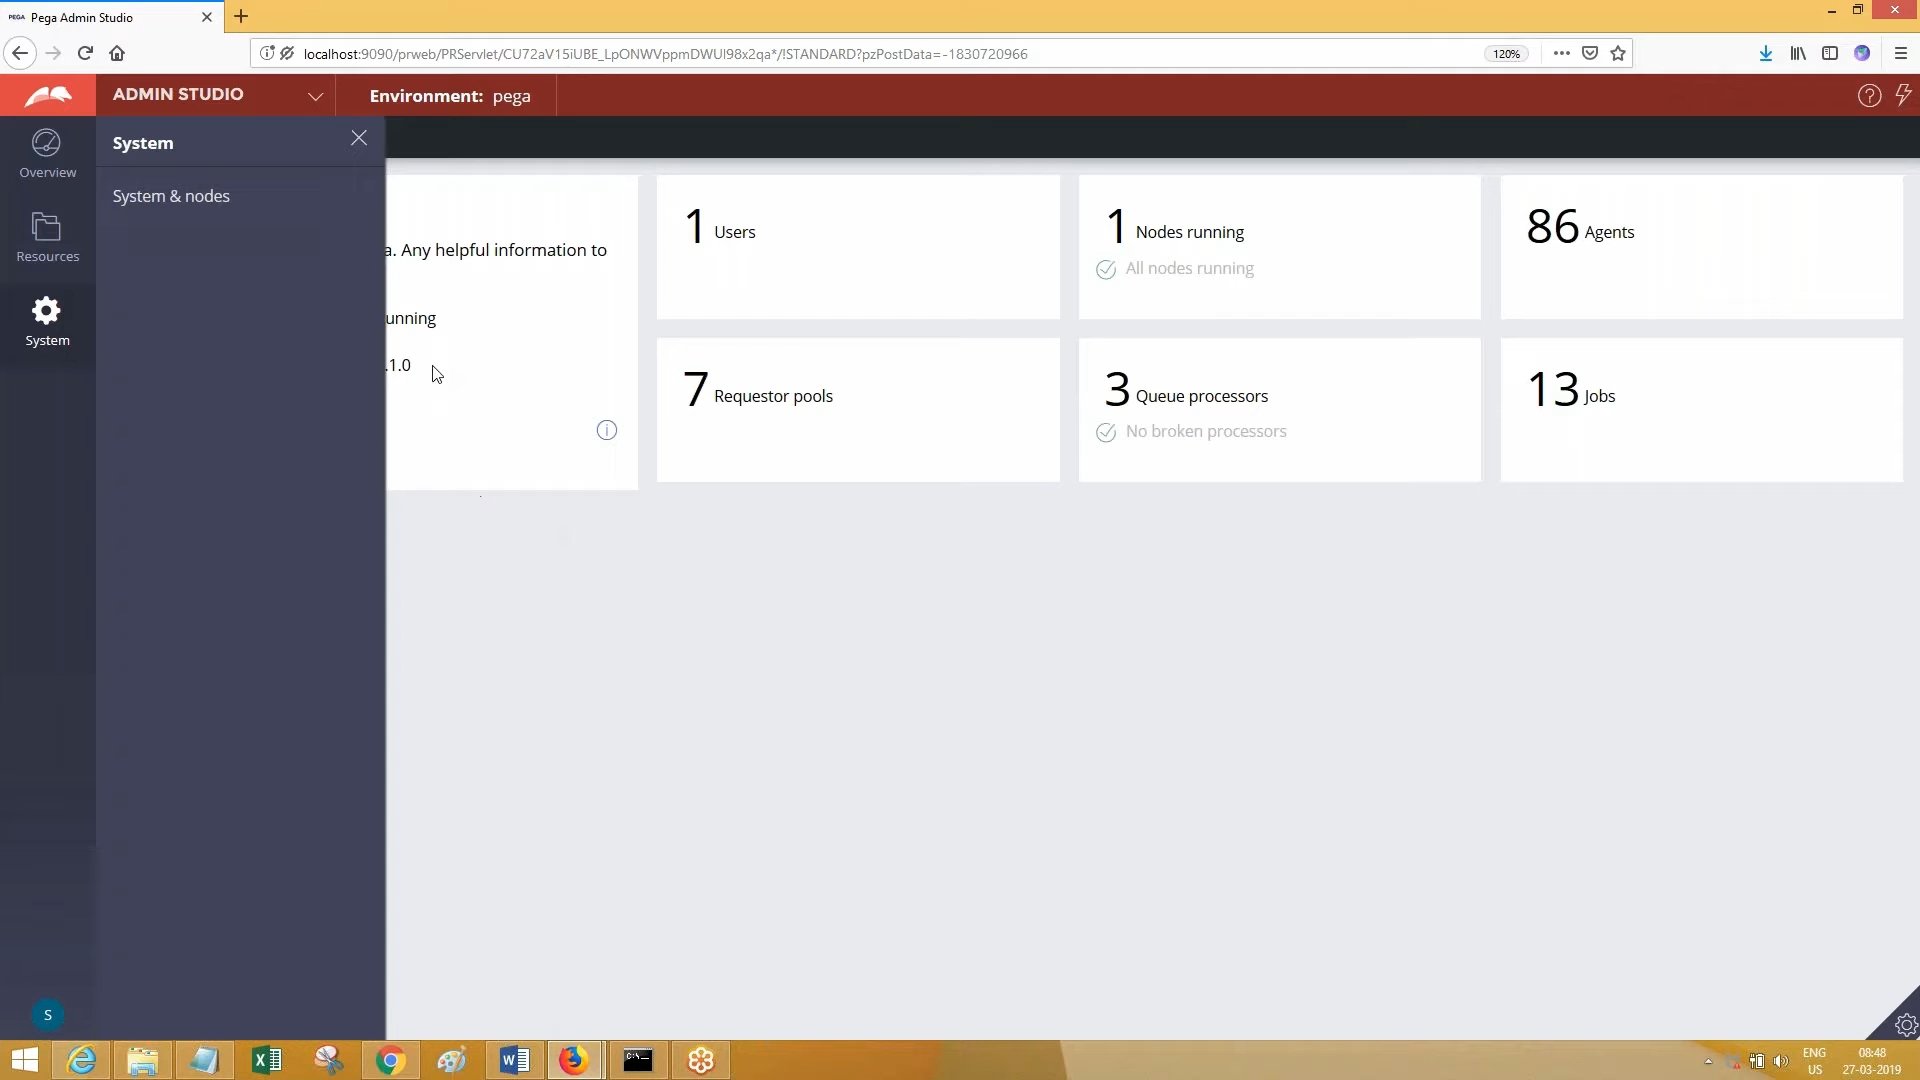 PEGA Pega Admin Studio
localhost:9090/prweb/PRServlet/CU72aV15iUBE_LpONWVppmDWUI98x2qa*/!STANDARD?pzPostData=-1830720966
120%
ADMIN STUDIO
Environment: pega
Overview
Resources
System
System
System & nodes
a. Any helpful information to
unning
.1.0
1 Users
1 Nodes running
All nodes running
86 Agents
7 Requestor pools
3 Queue processors
No broken processors
13 Jobs
S
C:\_
ENG
US
08:48
27-03-2019